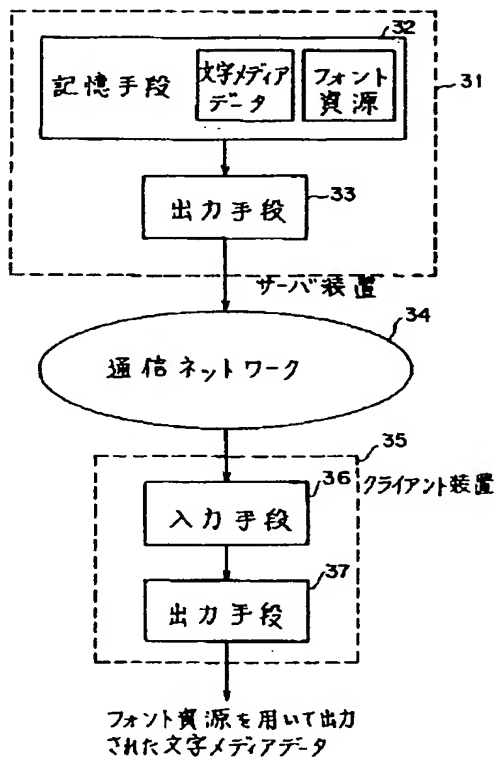 32
記憶手段
文字メディア
データ
フォント
資源
31
33
出力手段
サーバ装置
34
通信ネットワーク
35
クライアント装置
36
入力手段
37
出力手段
フォント資源を用いて出力
された文字メディアデータ